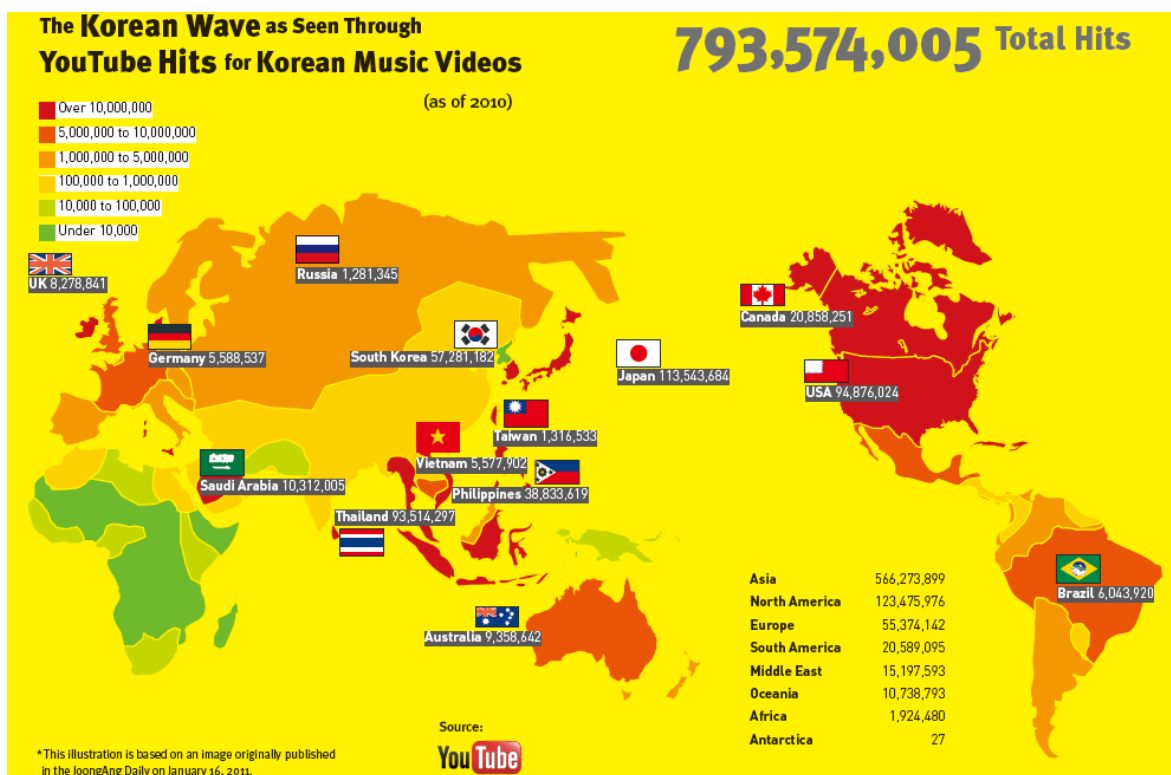 The Korean Wave as Seen Through
YouTube Hits for Korean Music Videos
793,574,005 Total Hits
(as of 2010)
Over 10,000,000
5,000,000 to 10,000,000
1,000,000 to 5,000,000
100,000 to 1,000,000
10,000 to 100,000
Under 10,000
UK 8,278,841
Russia 1,281,345
Germany 5,588,537
South Korea 57,281,182
Japan 113,543,684
Canada 20,858,251
USA 94,876,024
Taiwan 1,316,533
Vietnam 5,577,902
Saudi Arabia 10,312,005
Philippines 38,833,619
Thailand 93,514,297
Australia 9,358,642
Brazil 6,043,920
Asia 566,273,899
North America 123,475,976
Europe 55,374,142
South America 20,589,095
Middle East 15,197,593
Oceania 10,738,793
Africa 1,924,480
Antarctica 27
Source:
YouTube
* This illustration is based on an image originally published
in the JoongAng Daily on January 16, 2011.